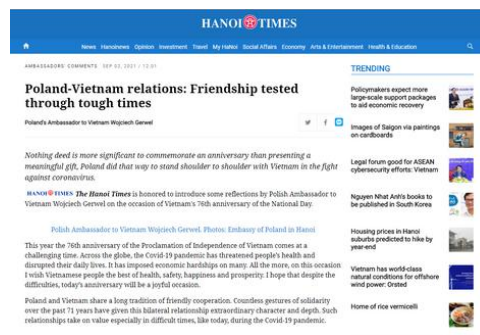 HANOI TIMES
News Hanoinews Opinion Investment Travel My Hanoi Social Affairs Economy Arts & Entertainment Health & Education
AMBASSADORS' COMMENTS SEP 02, 2021 / 12:01
Poland-Vietnam relations: Friendship tested
through tough times
Poland's Ambassador to Vietnam Wojciech Gerwel
Nothing deed is more significant to commemorate an anniversary than presenting a
meaningful gift, Poland did that way to stand shoulder to shoulder with Vietnam in the fight
against coronavirus.
HANOI TIMES The Hanoi Times is honored to introduce some reflections by Polish Ambassador to
Vietnam Wojciech Gerwel on the occasion of Vietnam's 76th anniversary of the National Day.
Polish Ambassador to Vietnam Wojciech Gerwel. Photos: Embassy of Poland in Hanoi
This year the 76th anniversary of the Proclamation of Independence of Vietnam comes at a
challenging time. Across the globe, the Covid-19 pandemic has threatened people's health and
disrupted their daily lives. It has imposed economic hardships on many. All the more, on this occasion
I wish Vietnamese people the best of health, safety, happiness and prosperity. I hope that despite the
difficulties, today's anniversary will be a joyful occasion.
Poland and Vietnam share a long tradition of friendly cooperation. Countless gestures of solidarity
over the past 71 years have given this bilateral relationship extraordinary character and depth. Such
relationships take on value especially in difficult times, like today, during the Covid-19 pandemic.
TRENDING
Policymakers expect more
large-scale support packages
to aid economic recovery
Images of Saigon via paintings
on cardboards
Legal forum good for ASEAN
cybersecurity efforts: Vietnam
Nguyen Nhat Anh's books to
be published in South Korea
Housing prices in Hanoi
suburbs predicted to hike by
year-end
Vietnam has world-class
natural conditions for offshore
wind power: Orsted
Home of rice vermicelli